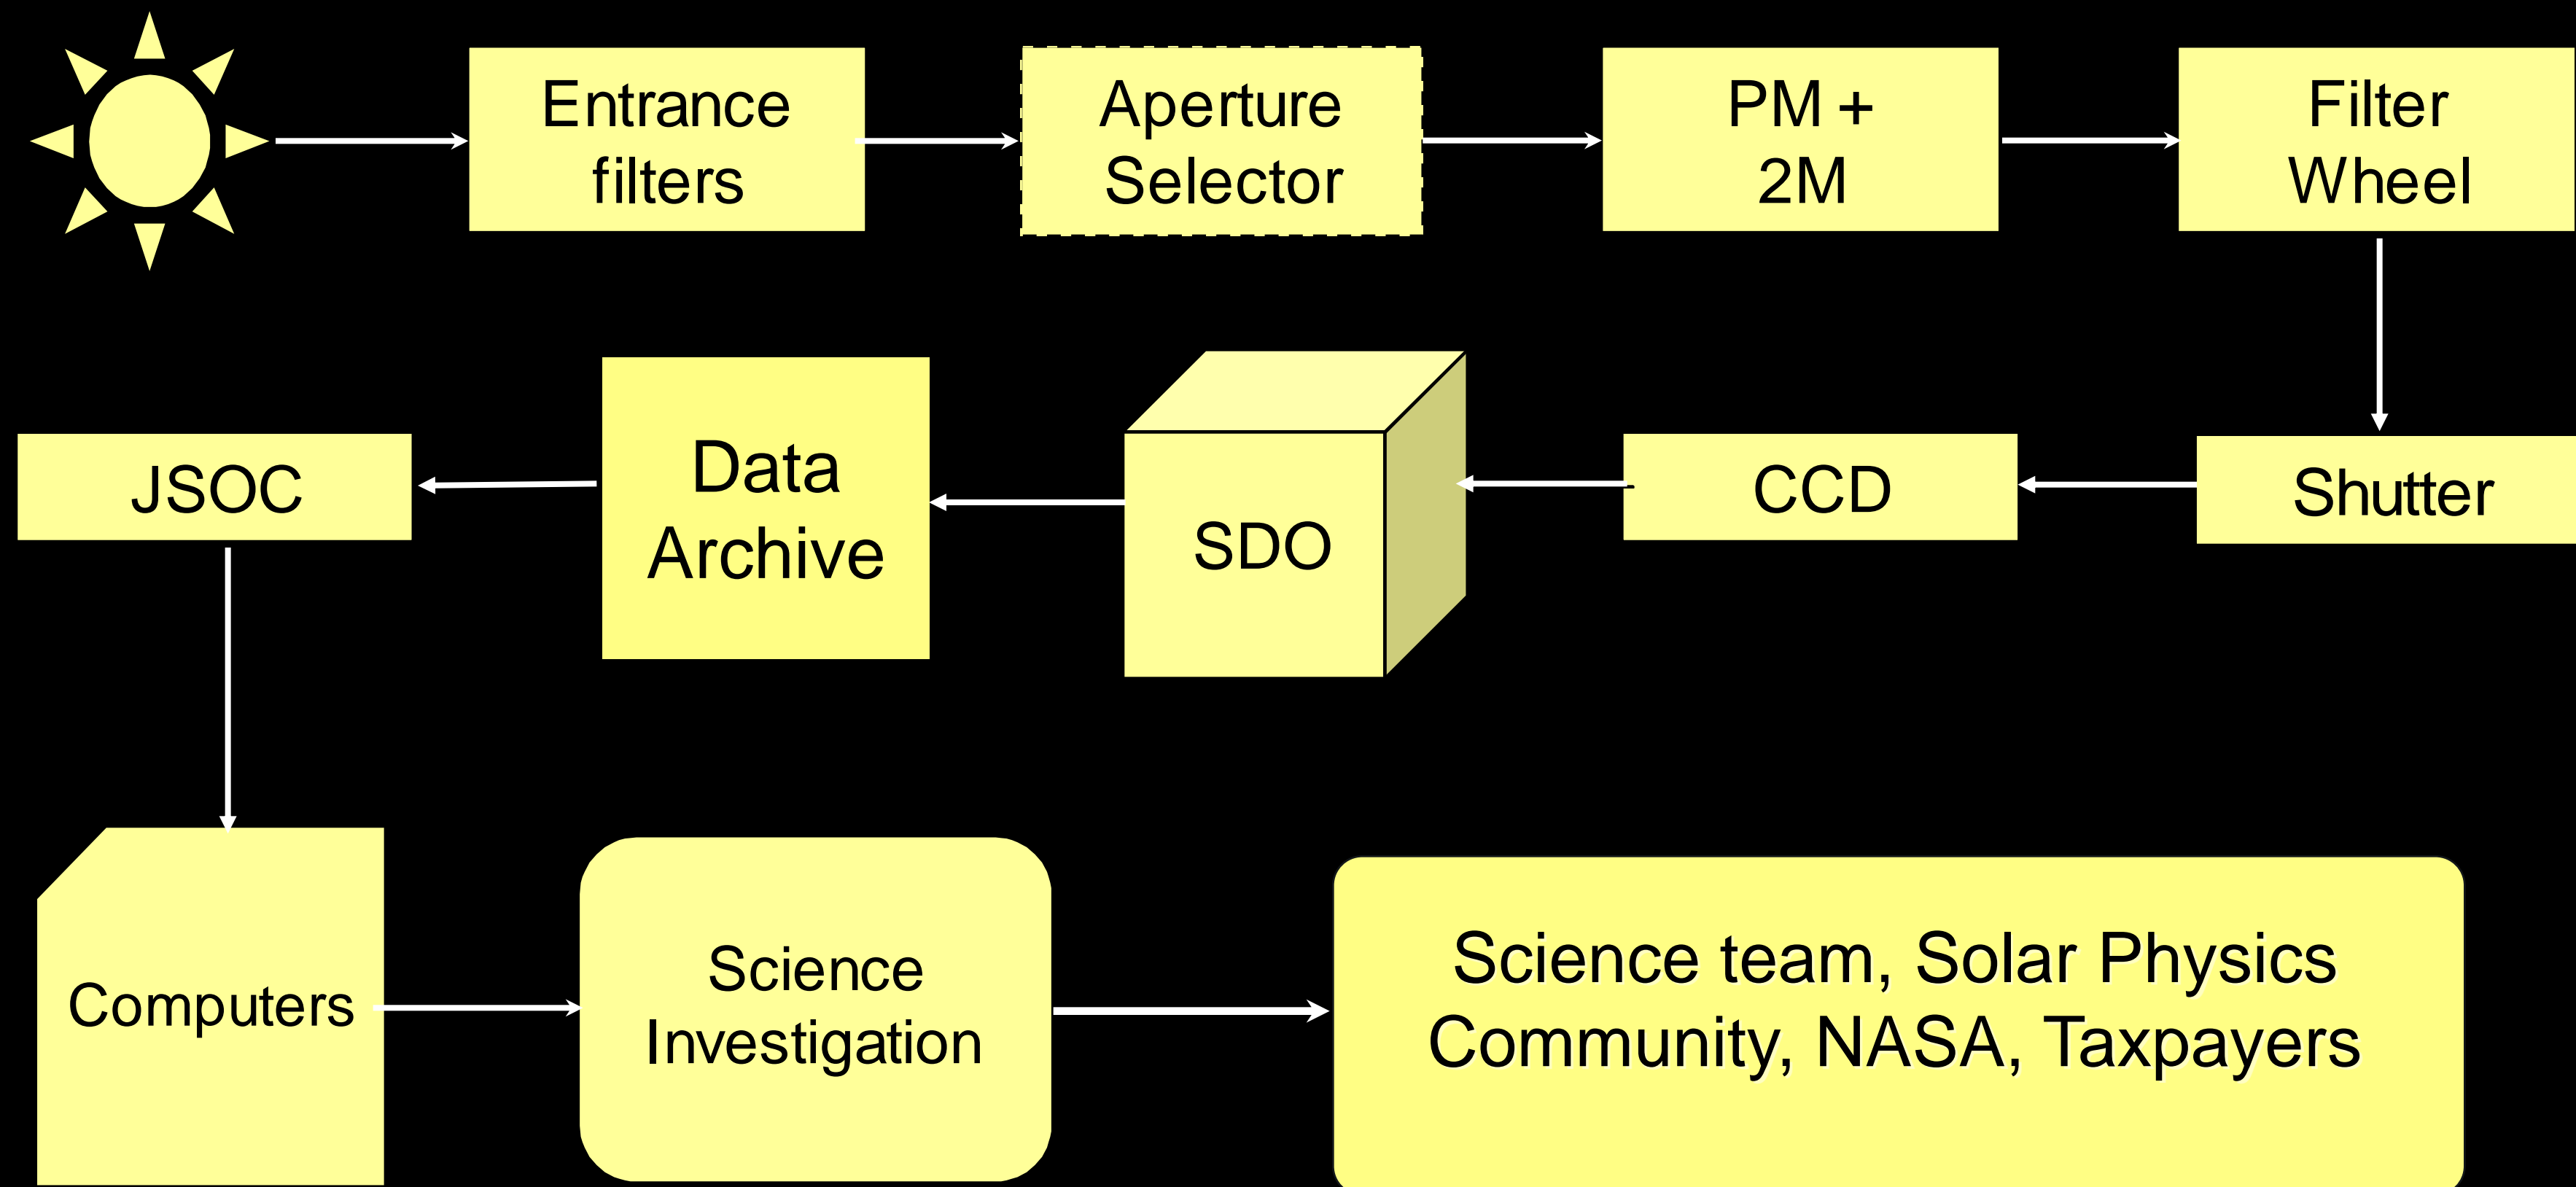 Entrance
filters
Aperture
Selector
PM +
2M
Filter
Wheel
JSOC
Data
Archive
SDO
CCD
Shutter
Computers
Science
Investigation
Science team, Solar Physics
Community, NASA, Taxpayers